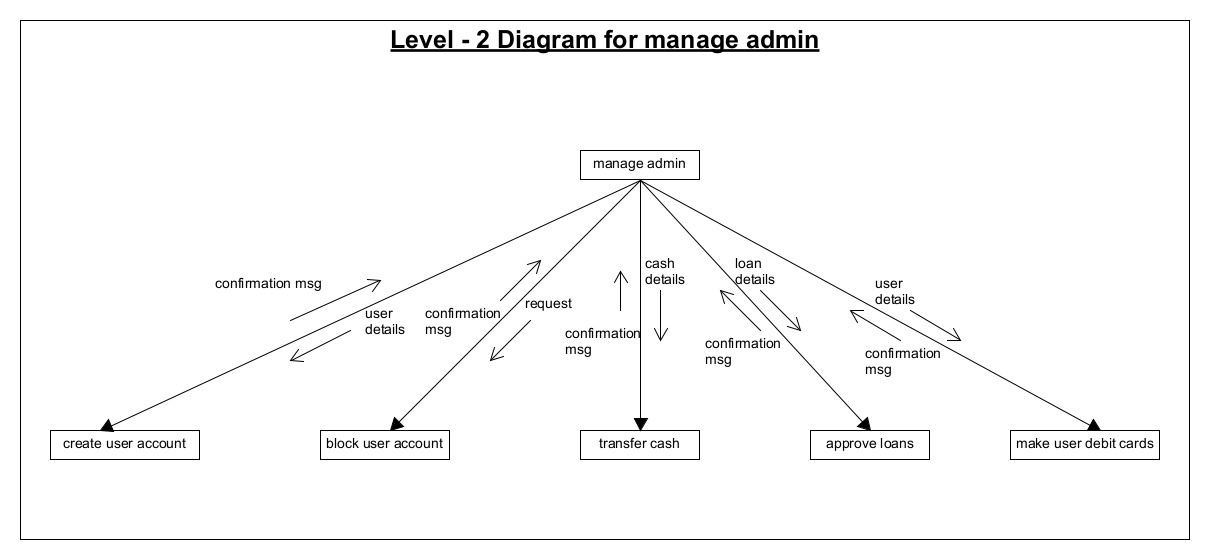 Level - 2 Diagram for manage admin
manage admin
confirmation msg
user
details
confirmation
msg
request
confirmation
msg
cash
details
loan
details
confirmation
msg
user
details
confirmation
msg
create user account
block user account
transfer cash
approve loans
make user debit cards